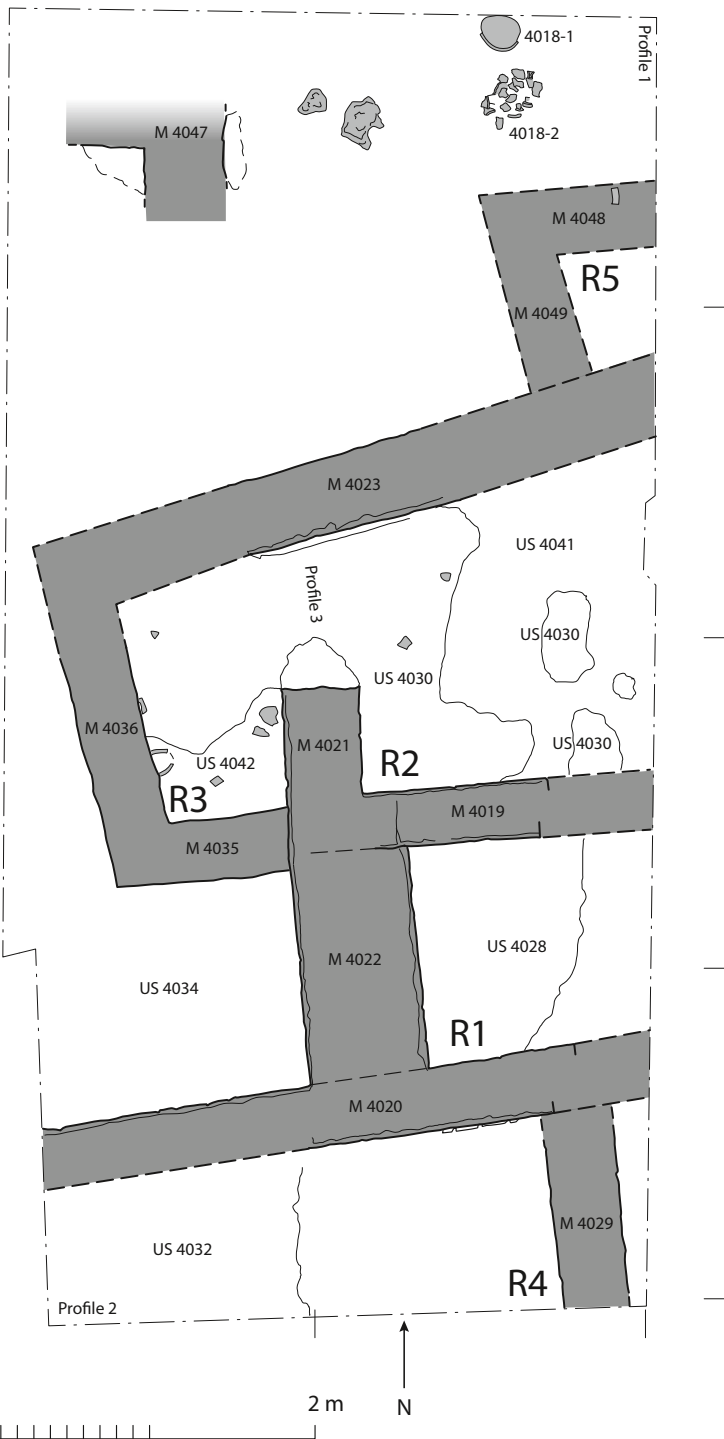 4018-1
Profile 1
M 4047
4018-2
M 4048
R5
M 4049
M 4023
US 4041
Profile 3
US 4030
US 4030
M 4036
M 4021
US 4030
US 4042
R2
R3
M 4019
M 4035
US 4028
M 4022
US 4034
R1
M 4020
M 4029
US 4032
R4
Profile 2
2 m
N